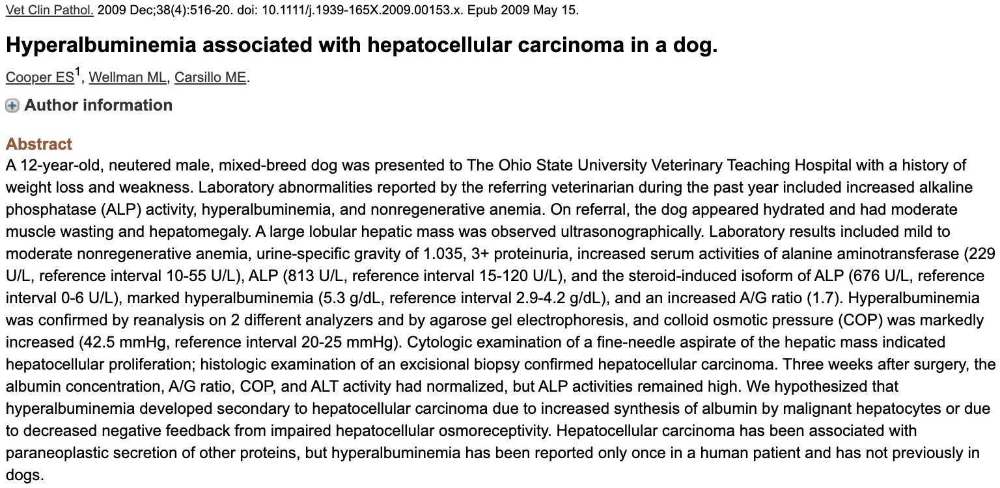 Vet Clin Pathol. 2009 Dec;38(4):516-20. doi: 10.1111/j.1939-165X.2009.00153.x. Epub 2009 May 15.
Hyperalbuminemia associated with hepatocellular carcinoma in a dog.
Cooper ES1, Wellman ML, Carsillo ME.
Author information
Abstract
A 12-year-old, neutered male, mixed-breed dog was presented to The Ohio State University Veterinary Teaching Hospital with a history of
weight loss and weakness. Laboratory abnormalities reported by the referring veterinarian during the past year included increased alkaline
phosphatase (ALP) activity, hyperalbuminemia, and nonregenerative anemia. On referral, the dog appeared hydrated and had moderate
muscle wasting and hepatomegaly. A large lobular hepatic mass was observed ultrasonographically. Laboratory results included mild to
moderate nonregenerative anemia, urine-specific gravity of 1.035, 3+ proteinuria, increased serum activities of alanine aminotransferase (229
U/L, reference interval 10-55 U/L), ALP (813 U/L, reference interval 15-120 U/L), and the steroid-induced isoform of ALP (676 U/L, reference
interval 0-6 U/L), marked hyperalbuminemia (5.3 g/dL, reference interval 2.9-4.2 g/dL), and an increased A/G ratio (1.7). Hyperalbuminemia
was confirmed by reanalysis on 2 different analyzers and by agarose gel electrophoresis, and colloid osmotic pressure (COP) was markedly
increased (42.5 mmHg, reference interval 20-25 mmHg). Cytologic examination of a fine-needle aspirate of the hepatic mass indicated
hepatocellular proliferation; histologic examination of an excisional biopsy confirmed hepatocellular carcinoma. Three weeks after surgery, the
albumin concentration, A/G ratio, COP, and ALT activity had normalized, but ALP activities remained high. We hypothesized that
hyperalbuminemia developed secondary to hepatocellular carcinoma due to increased synthesis of albumin by malignant hepatocytes or due
to decreased negative feedback from impaired hepatocellular osmoreceptivity. Hepatocellular carcinoma has been associated with
paraneoplastic secretion of other proteins, but hyperalbuminemia has been reported only once in a human patient and has not previously in
dogs.